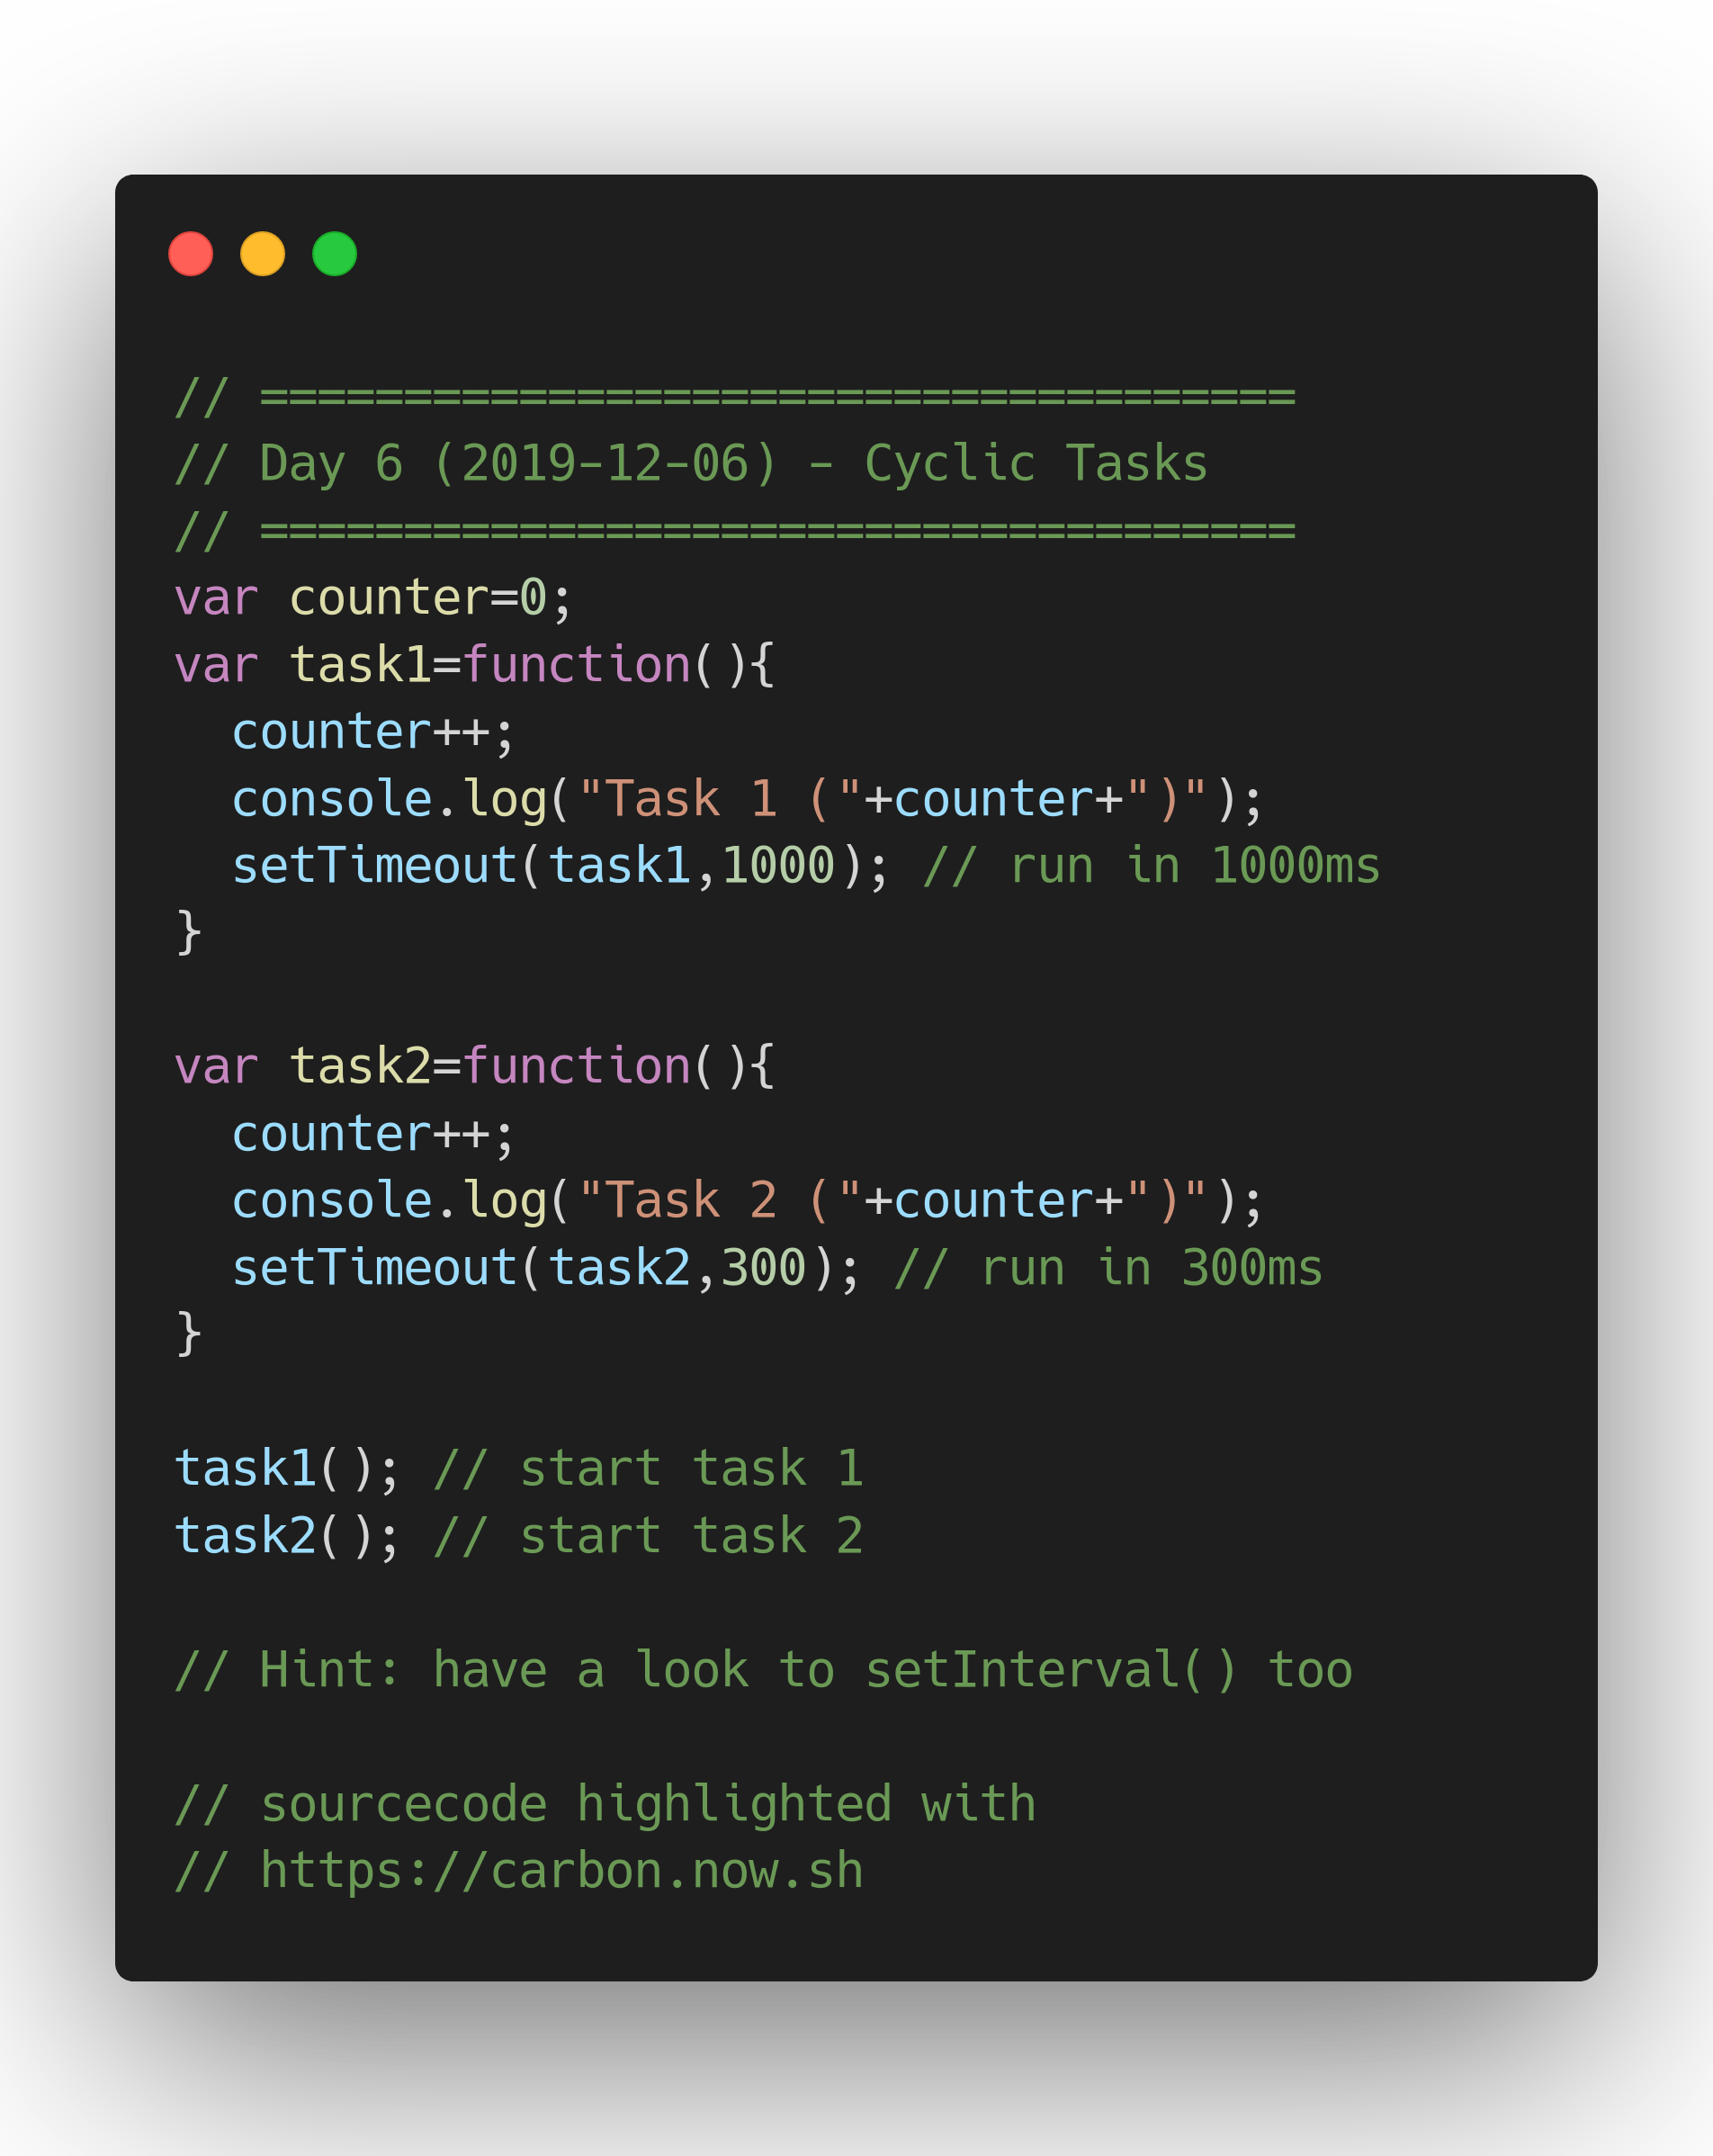 // ====================================
// Day 6 (2019-12-06) - Cyclic Tasks
// ====================================
var counter=0;
var task1=function(){
  counter++;
  console.log("Task 1 ("+counter+")");
  setTimeout(task1,1000); // run in 1000ms
}
var task2=function(){
  counter++;
  console.log("Task 2 ("+counter+")");
  setTimeout(task2,300); // run in 300ms
}
task1(); // start task 1
task2(); // start task 2
// Hint: have a look to setInterval() too
// sourcecode highlighted with
// https://carbon.now.sh